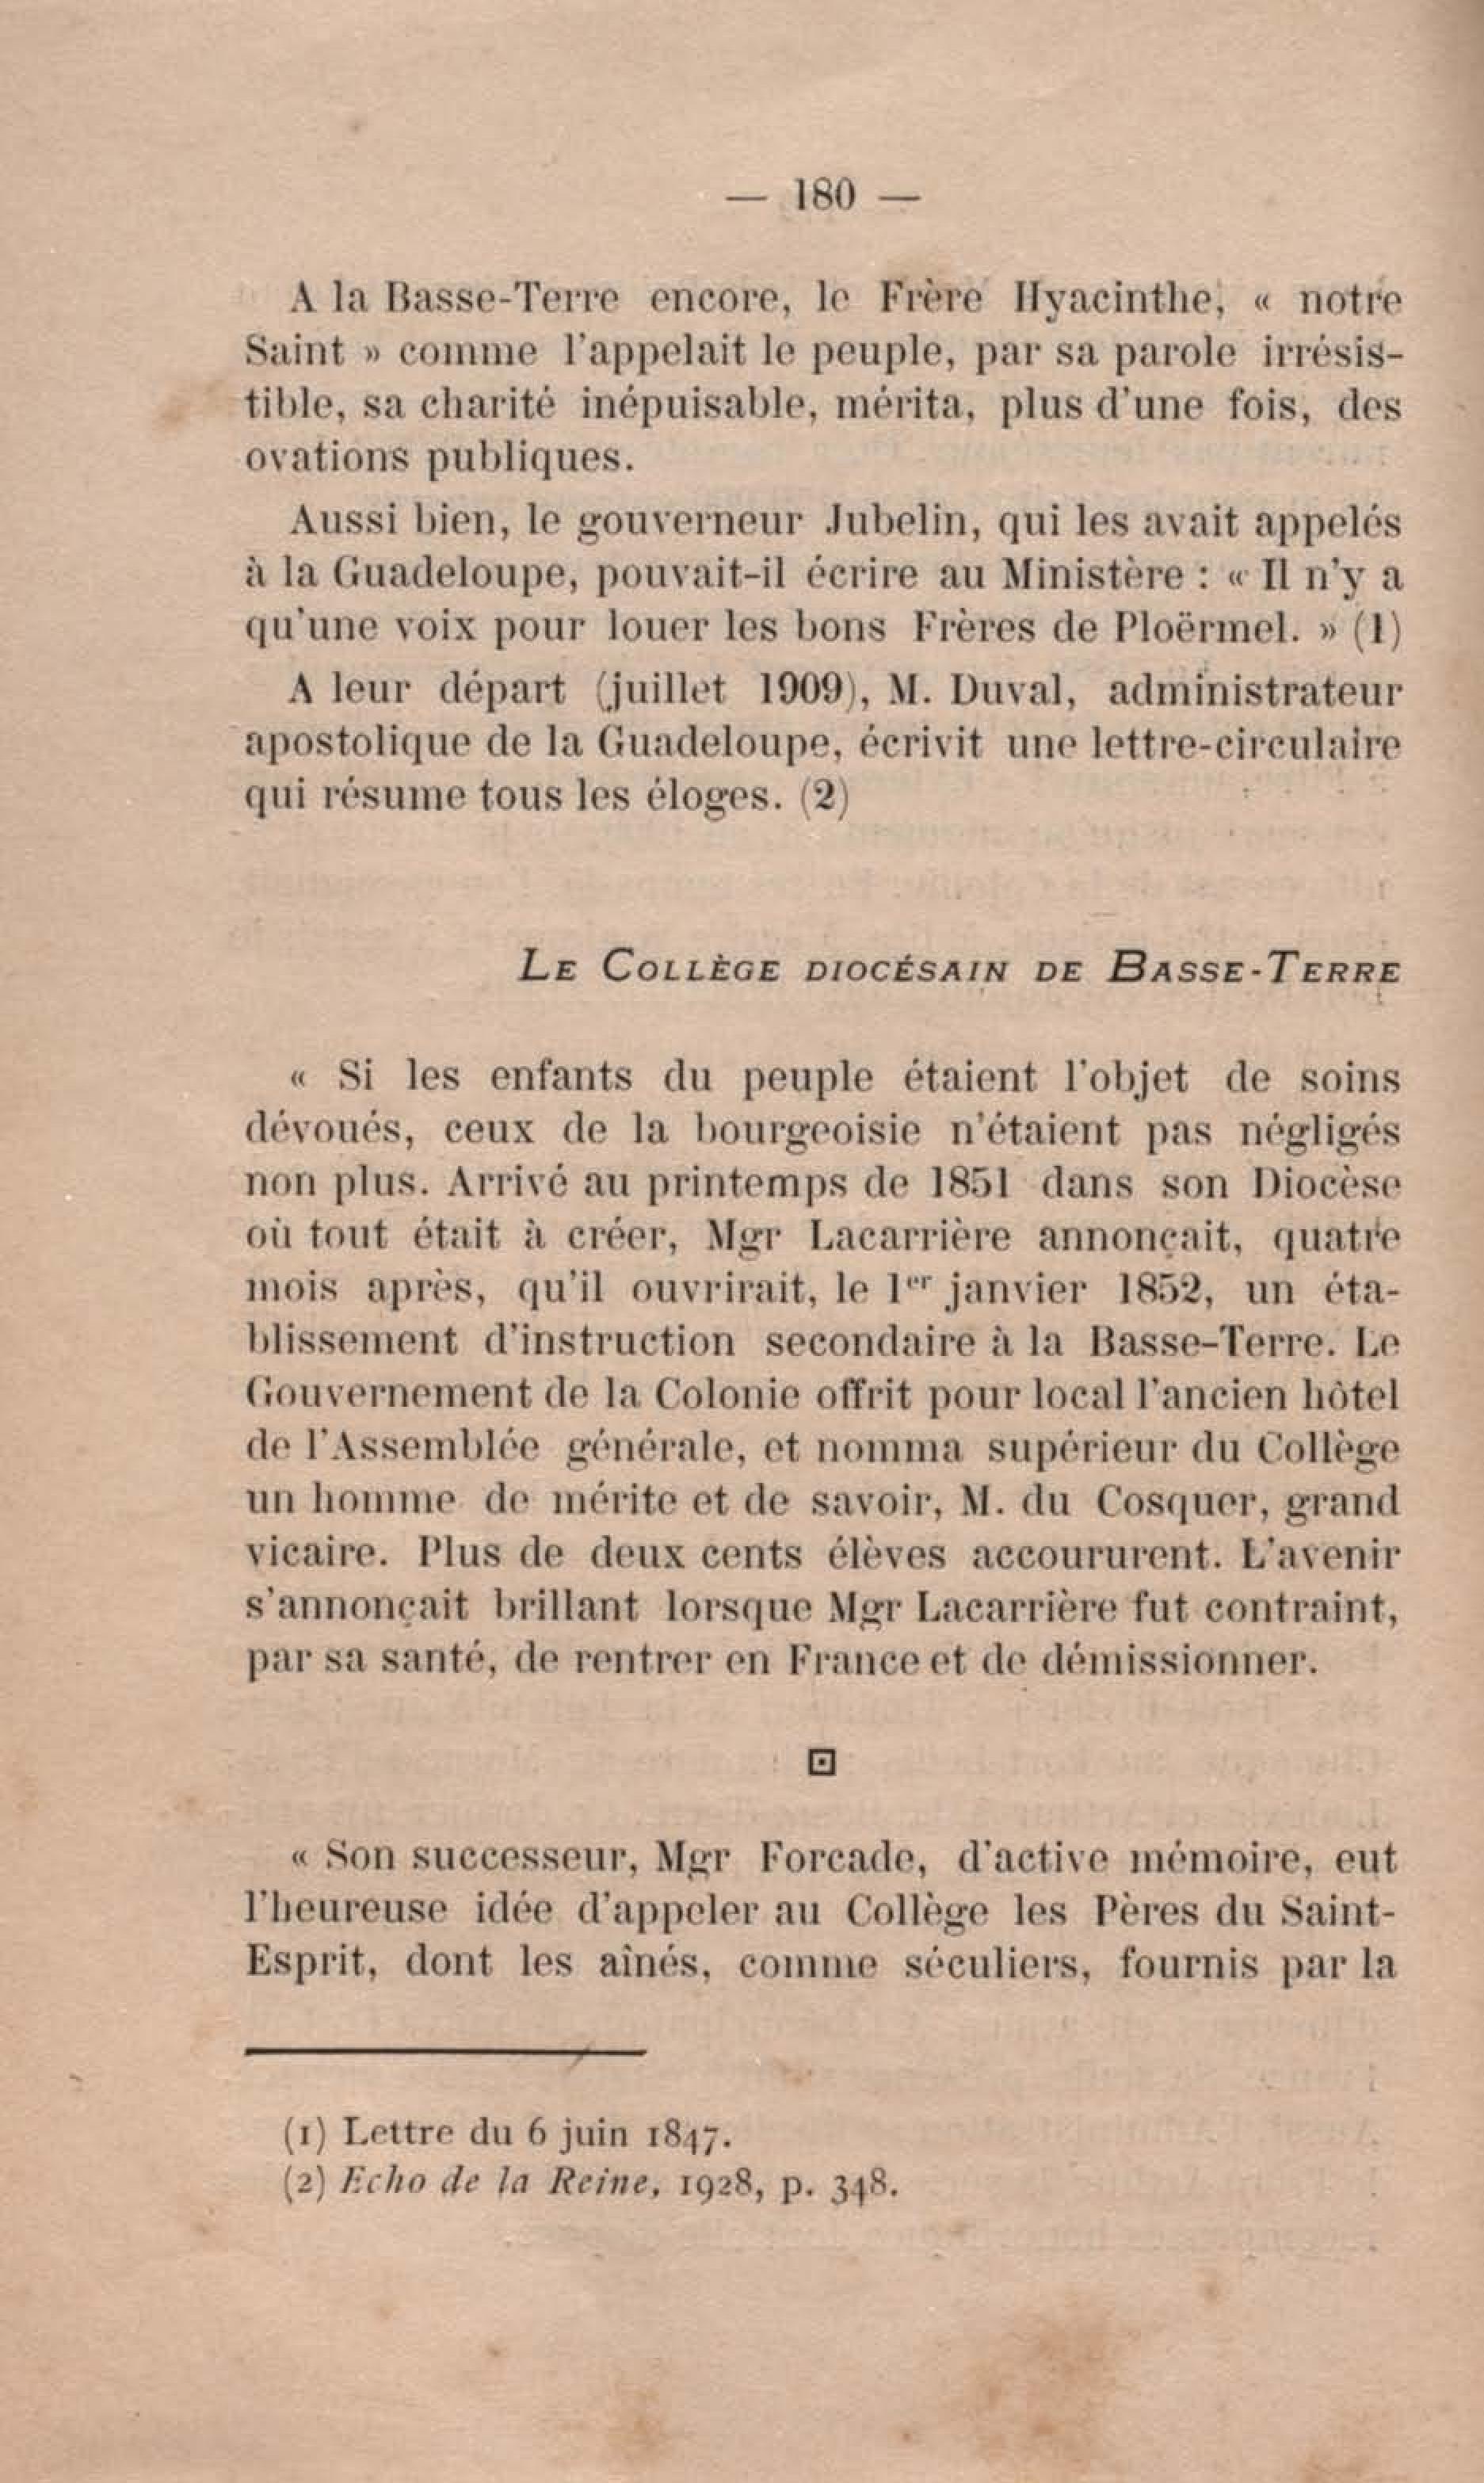 — 180 —
A la Basse-Terre encore, le Frère Hyacinthe, « notre
Saint » comme l'appelait le peuple, par sa parole irrésis-
tible, sa charité inépuisable, mérita, plus d'une fois, des
ovations publiques.
Aussi bien, le gouverneur Jubelin, qui les avait appelés
à la Guadeloupe, pouvait-il écrire au Ministère : « Il n'y a
qu'une voix pour louer les bons Frères de Ploërmel. » (1)
A leur départ (juillet 1909), M. Duval, administrateur
apostolique de la Guadeloupe, écrivit une lettre-circulaire
qui résume tous les éloges. (2)
LE COLLÈGE DIOCÉSAIN DE BASSE-TERRE
« Si les enfants du peuple étaient l'objet de soins
dévoués, ceux de la bourgeoisie n'étaient pas négligés
non plus. Arrivé au printemps de 1851 dans son Diocèse
où tout était à créer, Mgr Lacarrière annonçait, quatre
mois après, qu'il ouvrirait, le 1er janvier 1852, un éta-
blissement d'instruction secondaire à la Basse-Terre. Le
Gouvernement de la Colonie offrit pour local l'ancien hôtel
de l'Assemblée générale, et nomma supérieur du Collège
un homme de mérite et de savoir, M. du Cosquer, grand
vicaire. Plus de deux cents élèves accoururent. L'avenir
s'annonçait brillant lorsque Mgr Lacarrière fut contraint,
par sa santé, de rentrer en France et de démissionner.
« Son successeur, Mgr Forcade, d'active mémoire, eut
l'heureuse idée d'appeler au Collège les Pères du Saint-
Esprit, dont les aînés, comme séculiers, fournis par la
(1) Lettre du 6 juin 1847.
(2) Echo de la Reine, 1928, p. 348.